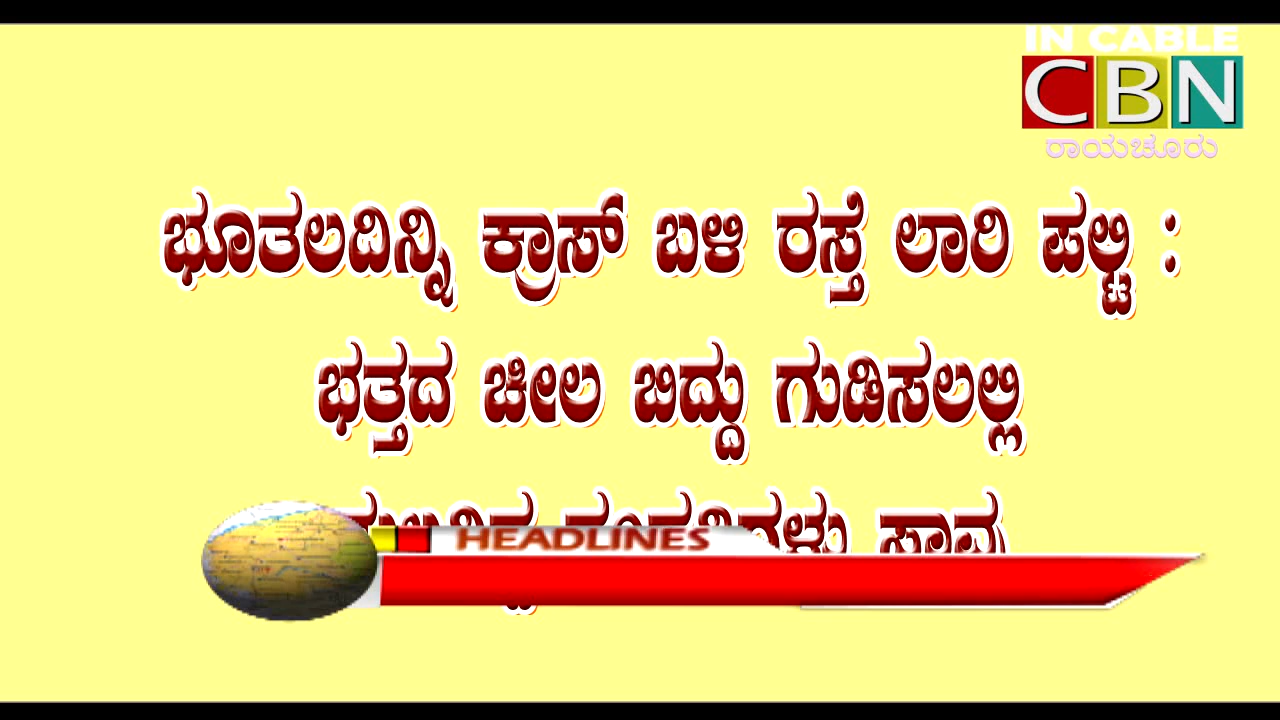 IN CABLE
CBN
ರಾಯಚೂರು
ಭೂತಲದಿನ್ನಿ ಕ್ರಾಸ್ ಬಳಿ ರಸ್ತೆ ಲಾರಿ ಪಲ್ಟಿ :
ಭತ್ತದ ಚೀಲ ಬಿದ್ದು ಗುಡಿಸಲಲ್ಲಿ
ಸಾವು
HEADLINES